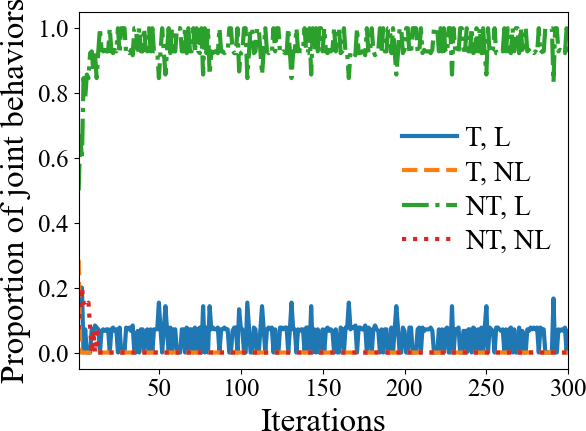 Proportion of joint behaviors
1.0
0.8
0.6
0.4
0.2
0.0
T, L
T, NL
NT, L
NT, NL
50 100 150 200 250 300
Iterations